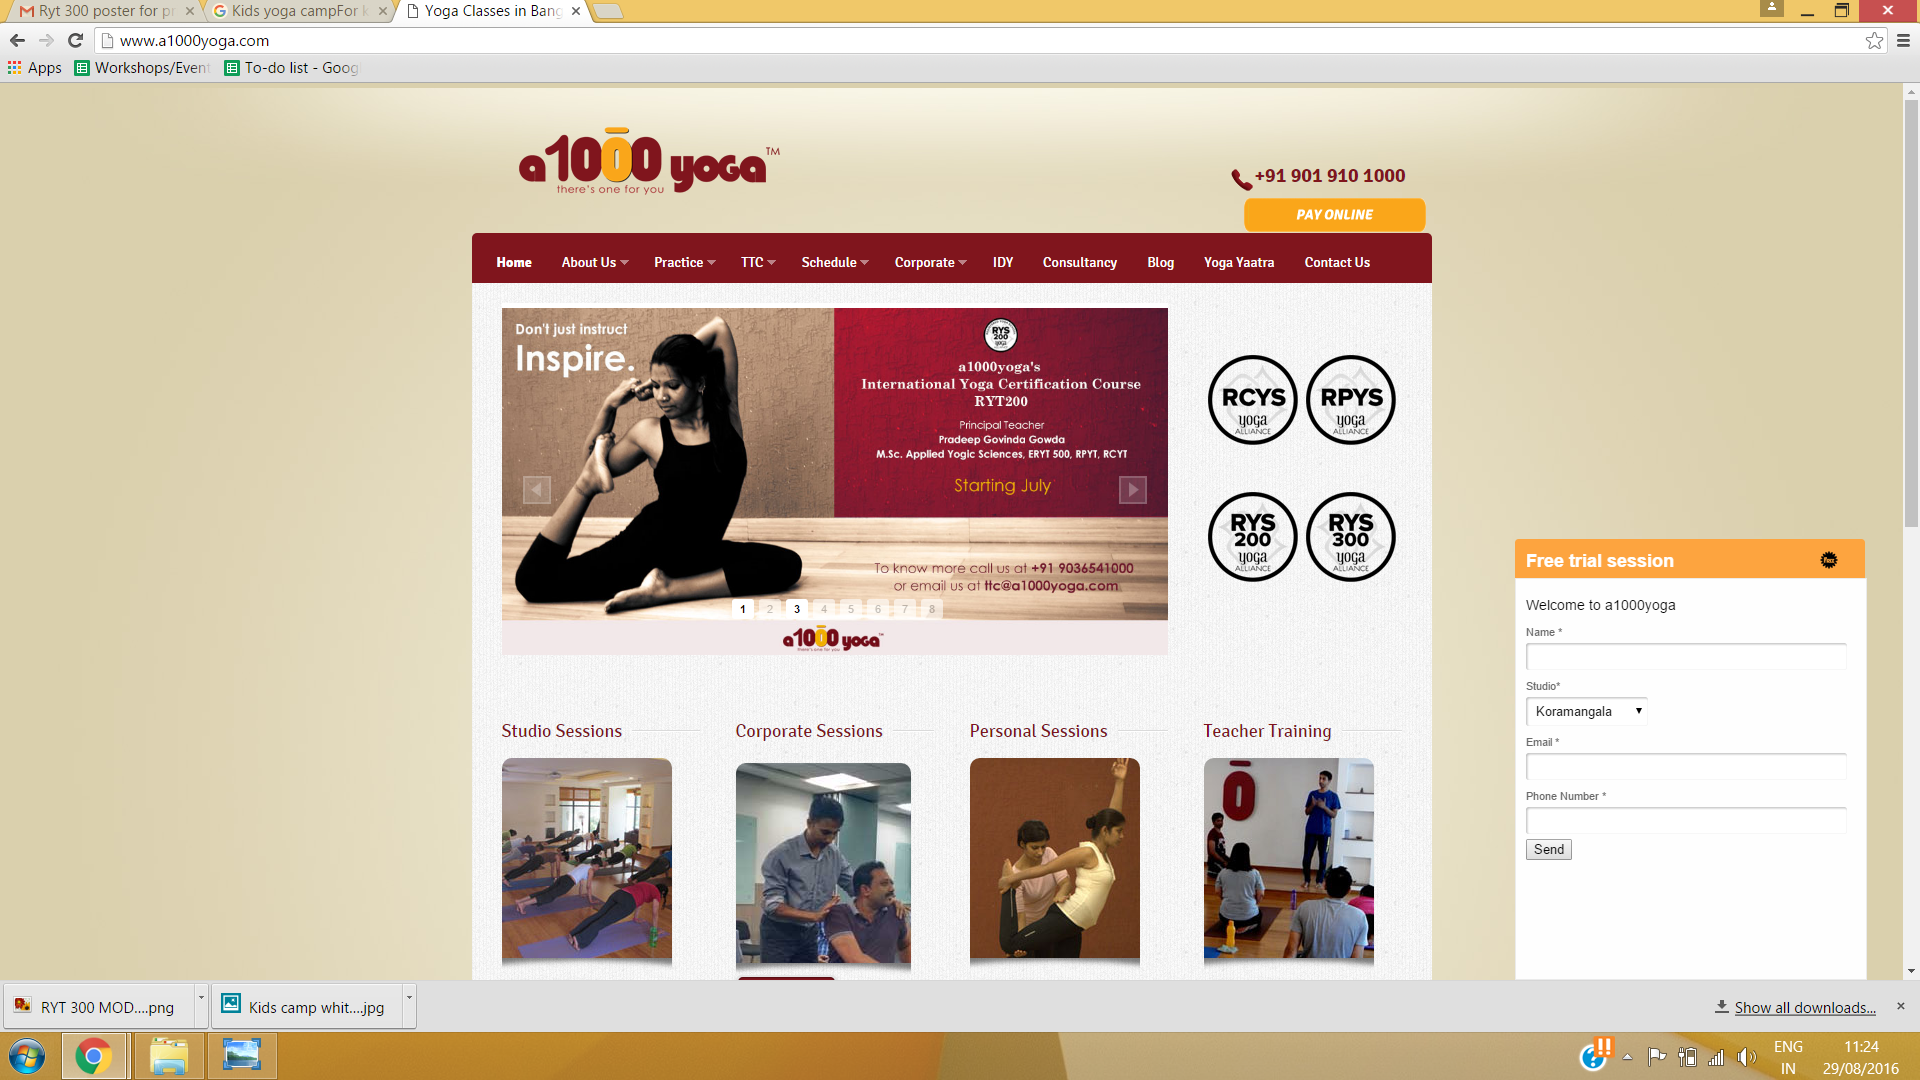 Ryt 300 poster for pr
Kids yoga campFor k
Yoga Classes in Bang
www.a1000yoga.com
Apps
Workshops/Event
To-do list - Goog
a1000 yoga TM
there's one for you
+91 901 910 1000
PAY ONLINE
Home About Us Practice TTC Schedule Corporate IDY Consultancy Blog Yoga Yaatra Contact Us
Don't just instruct
Inspire.
RYS
200
yoga
a1000yoga's
International Yoga Certification Course
RYT200
Principal Teacher
Pradeep Govinda Gowda
M.Sc. Applied Yogic Sciences, ERYT 500, RPYT, RCYT
Starting July
To know more call us at +91 9036541000
or email us at ttc@a1000yoga.com
1 2 3 4 5 6 7 8
a1000 yoga
there's one for you
RCYS
yoga
ALLIANCE
RPYS
yoga
ALLIANCE
RYS
200
yoga
ALLIANCE
RYS
300
yoga
ALLIANCE
Free trial session
Welcome to a1000yoga
Name *
Studio*
Koramangala
Email *
Phone Number *
Send
Studio Sessions
Corporate Sessions
Personal Sessions
Teacher Training
RYT 300 MOD....png
Kids camp whit....jpg
Show all downloads...
ENG
IN
11:24
29/08/2016